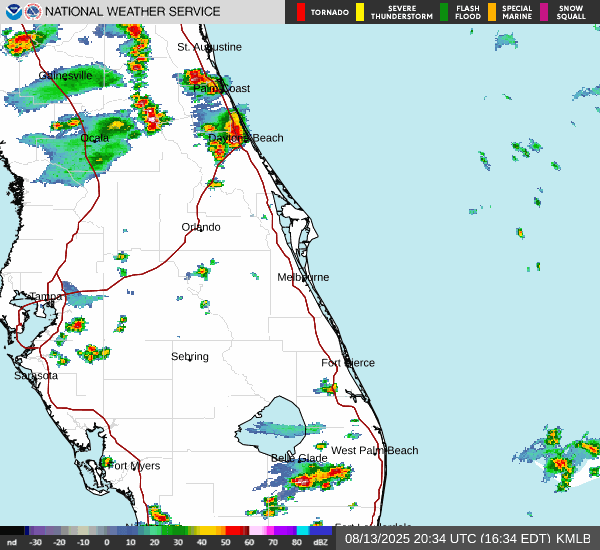 NATIONAL WEATHER SERVICE
TORNADO
SEVERE THUNDERSTORM
FLASH FLOOD
SPECIAL MARINE
SNOW SQUALL
St. Augustine
Gainesville
Palm Coast
Ocala
Daytona Beach
Orlando
Melbourne
Tampa
Sebring
Fort Pierce
Sarasota
West Palm Beach
Belle Glade
Fort Myers
Fort Lauderdale
nd -30 -20 -10 0 10 20 30 40 50 60 70 80 dBZ
08/13/2025 20:34 UTC (16:34 EDT) KMLB